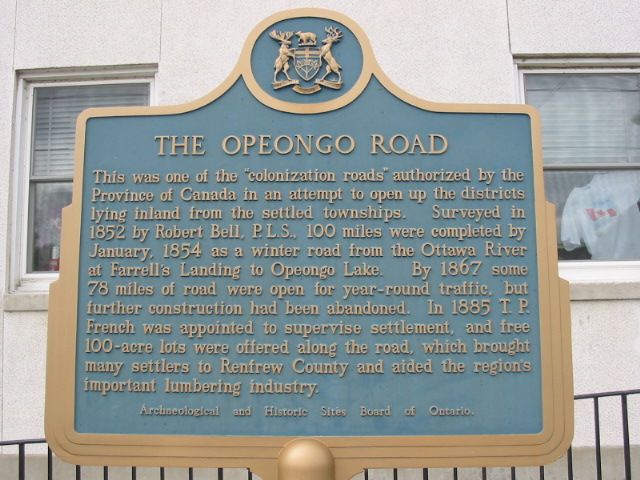 THE OPEONGO ROAD
This was one of the "colonization roads" authorized by the
Province of Canada in an attempt to open up the districts
lying inland from the settled townships. Surveyed in
1852 by Robert Bell, P.L.S., 100 miles were completed by
January, 1854 as a winter road from the Ottawa River
at Farrell's Landing to Opeongo Lake. By 1867 some
78 miles of road were open for year-round traffic, but
further construction had been abandoned. In 1885 T. P.
French was appointed to supervise settlement, and free
100-acre lots were offered along the road, which brought
many settlers to Renfrew County and aided the region's
important lumbering industry.
Archaeological and Historic Sites Board of Ontario.